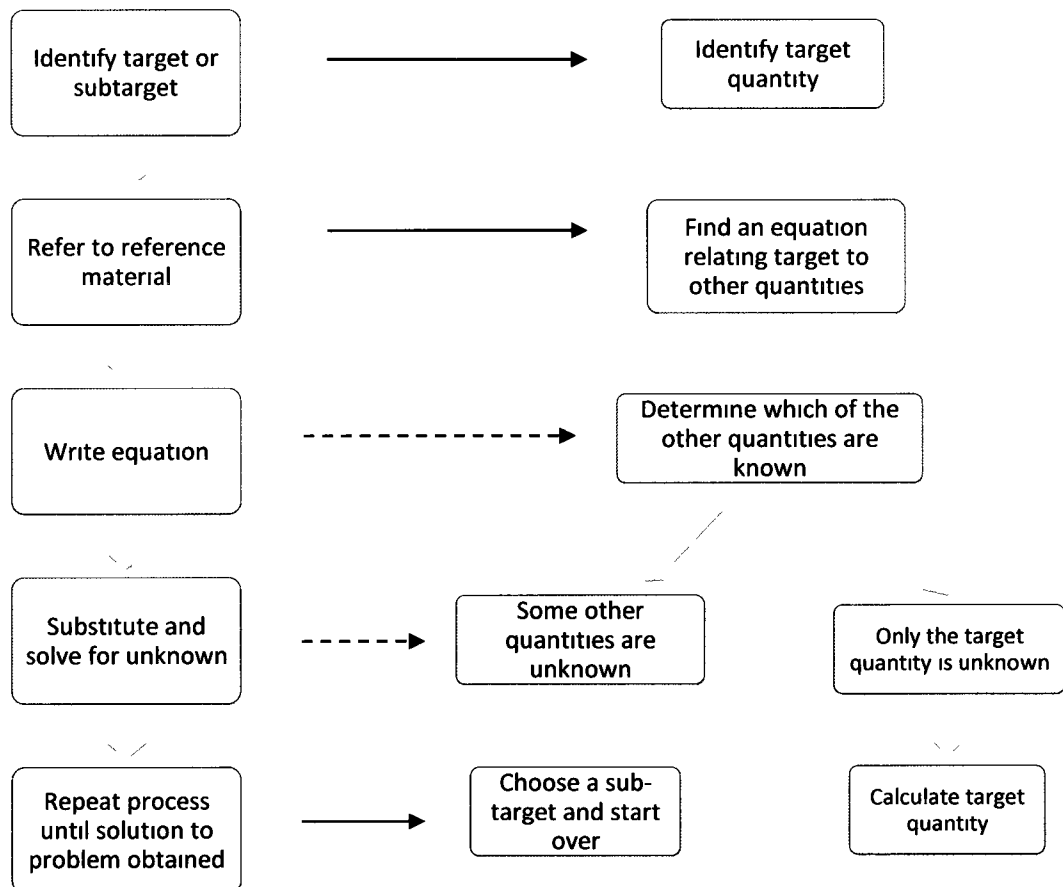 Identify target or
subtarget
Identify target
quantity
Refer to reference
material
Find an equation
relating target to
other quantities
Write equation
Determine which of the
other quantities are
known
Substitute and
solve for unknown
Some other
quantities are
unknown
Only the target
quantity is unknown
Repeat process
until solution to
problem obtained
Choose a sub-
target and start
over
Calculate target
quantity